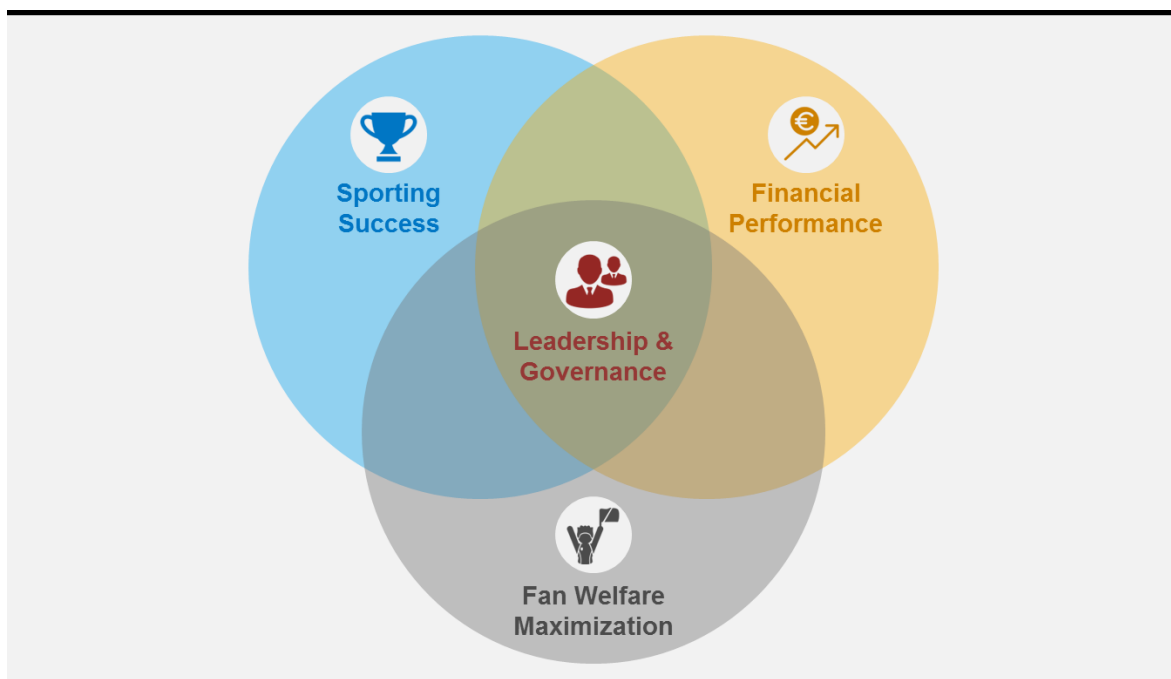 Sporting
Success
Financial
Performance
Leadership &
Governance
Fan Welfare
Maximization